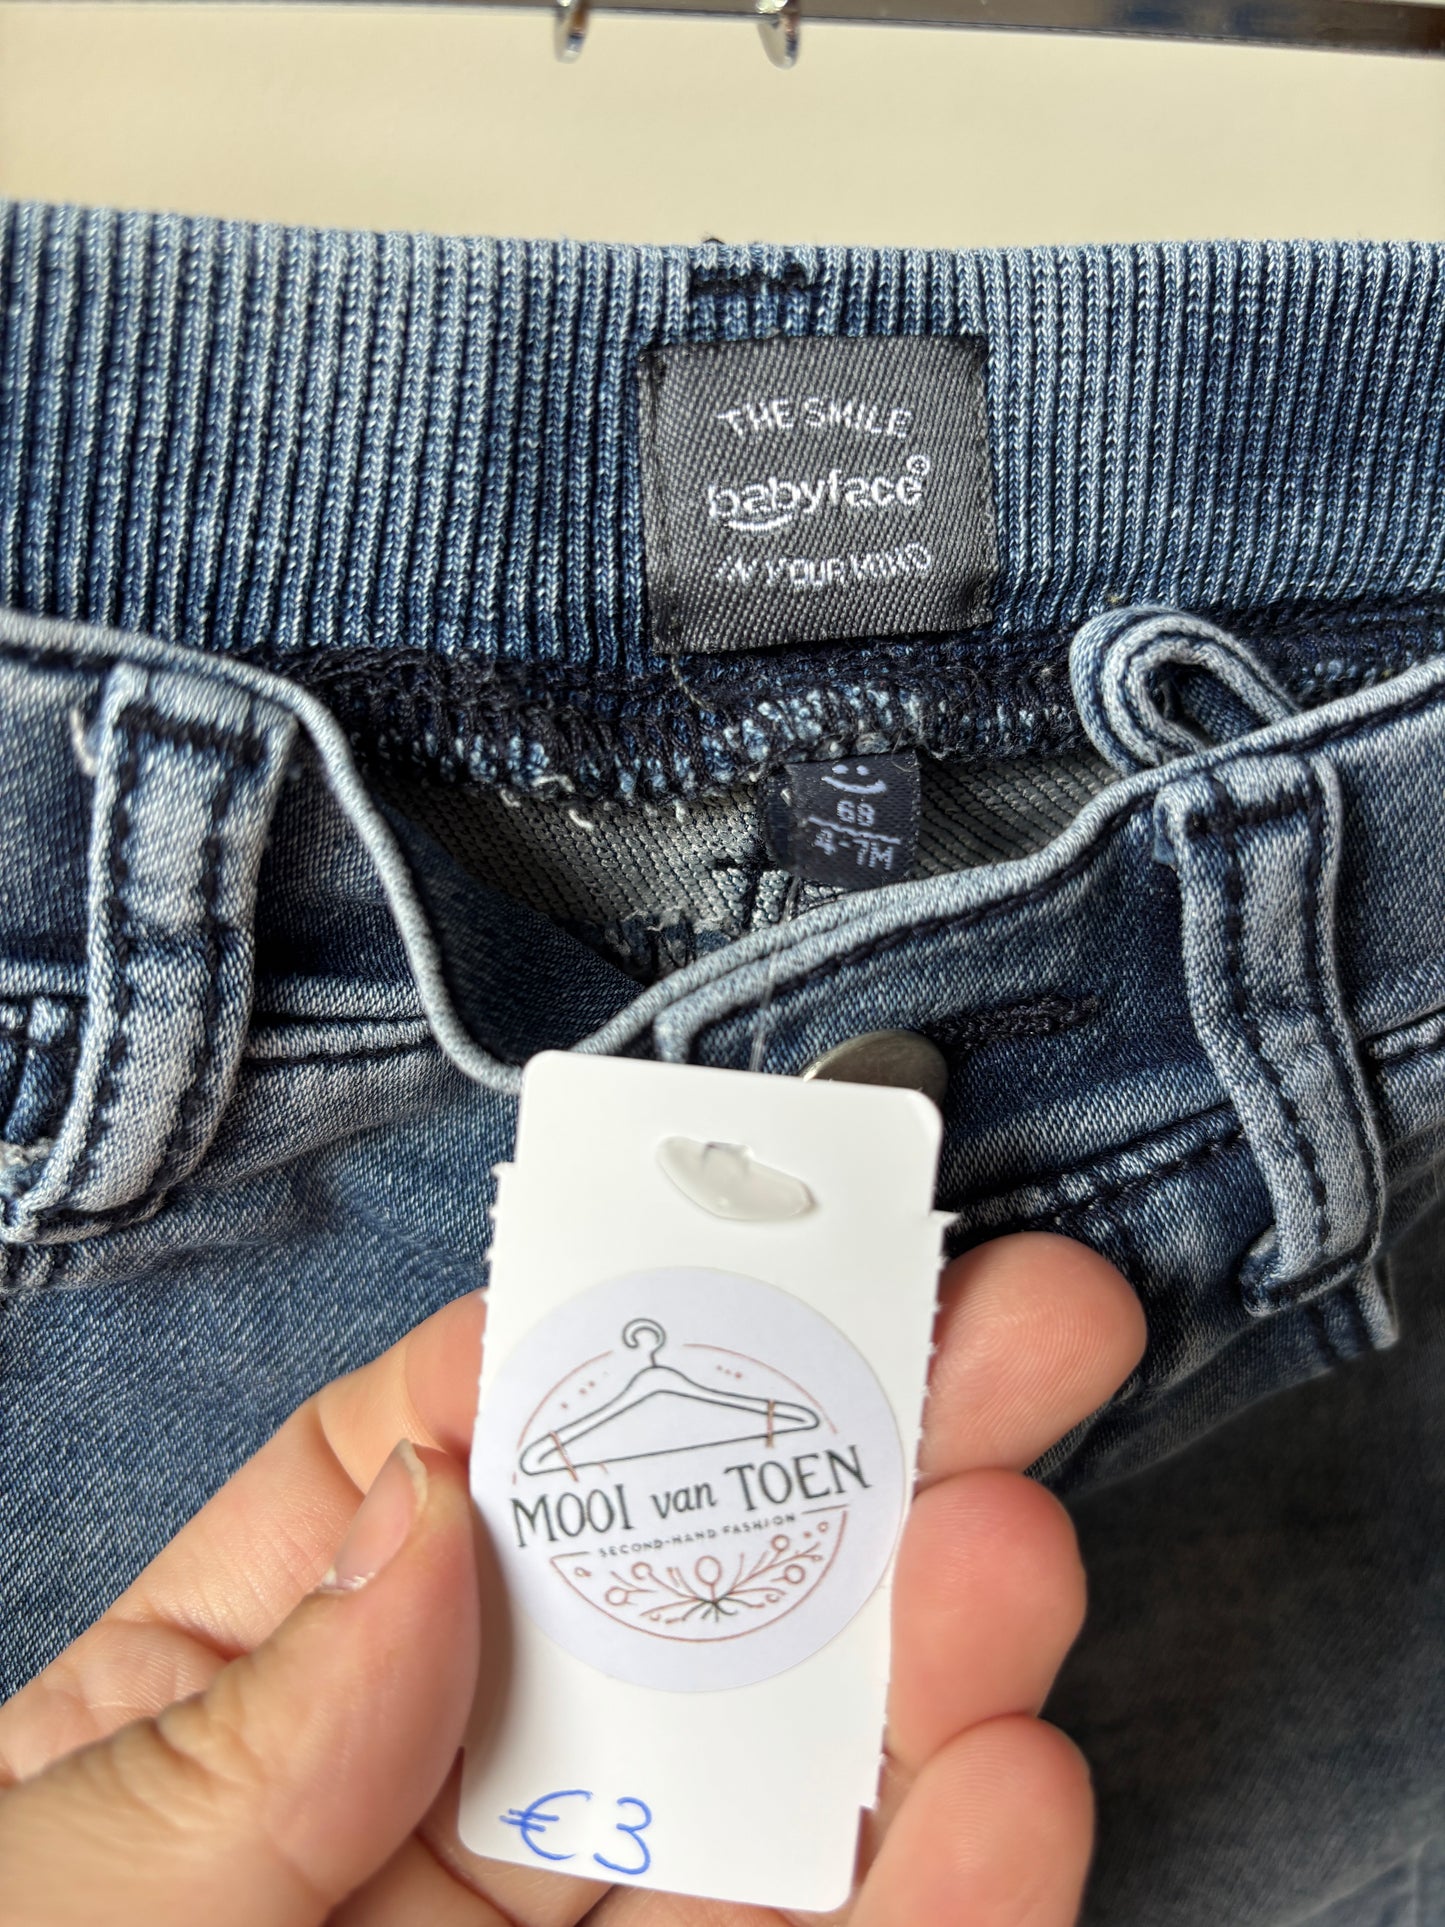 THE SMILE
babyface®
IN YOUR MIND
68
4-7M
MOOI van TOEN
SECOND-HAND FASHION
€3